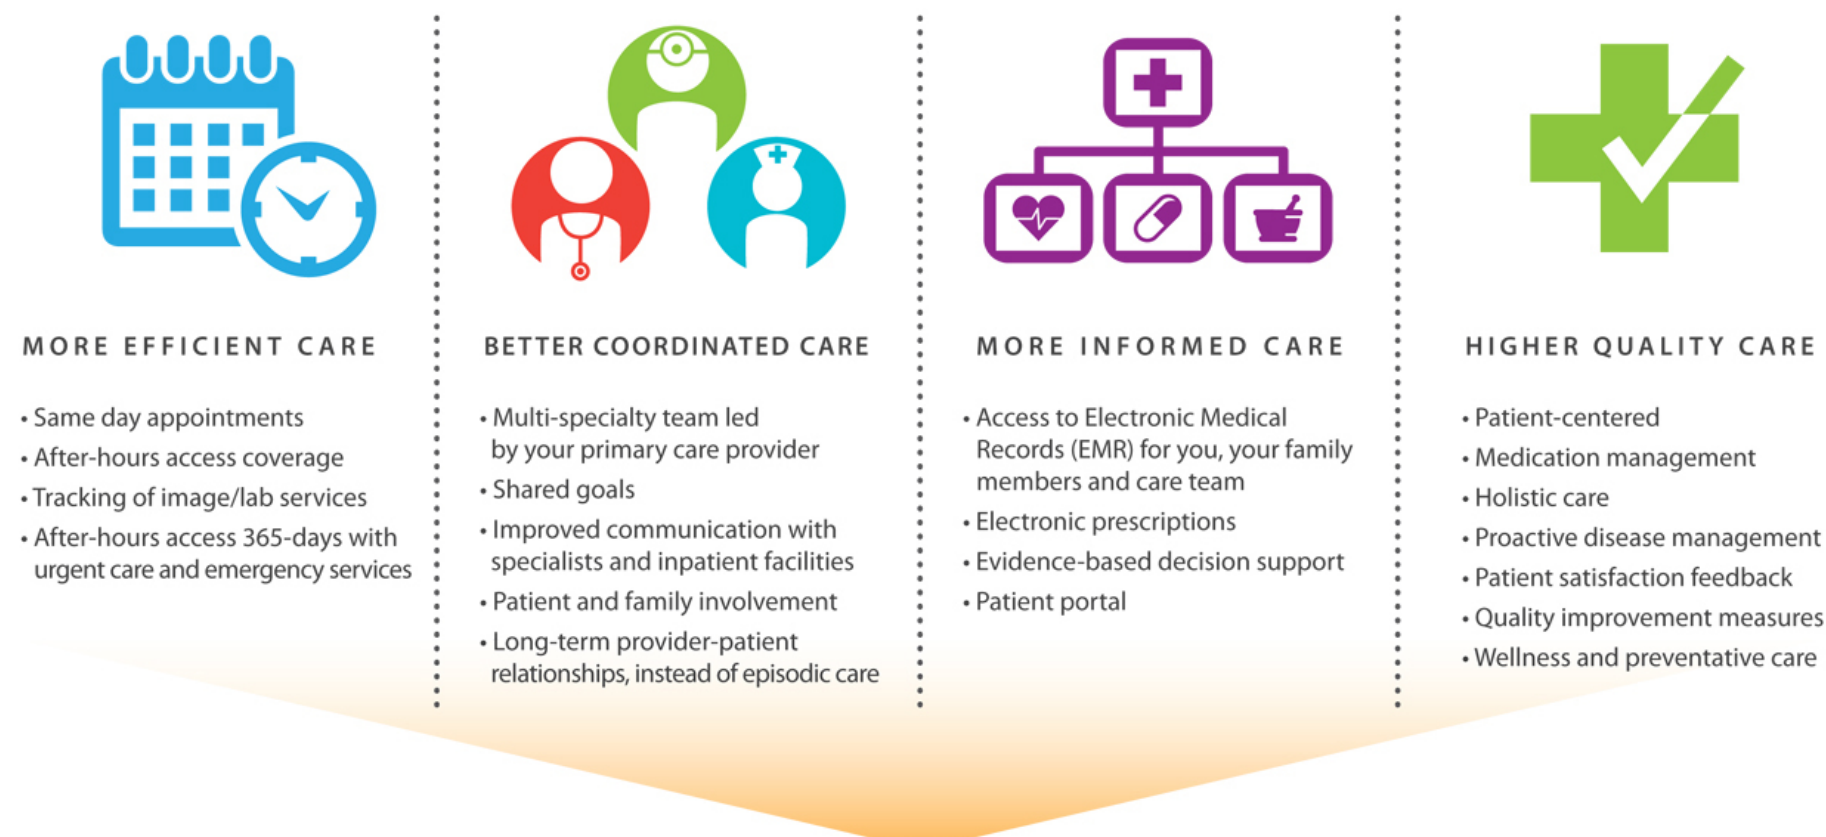 MORE EFFICIENT CARE
• Same day appointments
• After-hours access coverage
• Tracking of image/lab services
• After-hours access 365-days with
urgent care and emergency services
BETTER COORDINATED CARE
• Multi-specialty team led
by your primary care provider
• Shared goals
• Improved communication with
specialists and inpatient facilities
• Patient and family involvement
• Long-term provider-patient
relationships, instead of episodic care
MORE INFORMED CARE
• Access to Electronic Medical
Records (EMR) for you, your family
members and care team
• Electronic prescriptions
• Evidence-based decision support
• Patient portal
HIGHER QUALITY CARE
• Patient-centered
• Medication management
• Holistic care
• Proactive disease management
• Patient satisfaction feedback
• Quality improvement measures
• Wellness and preventative care